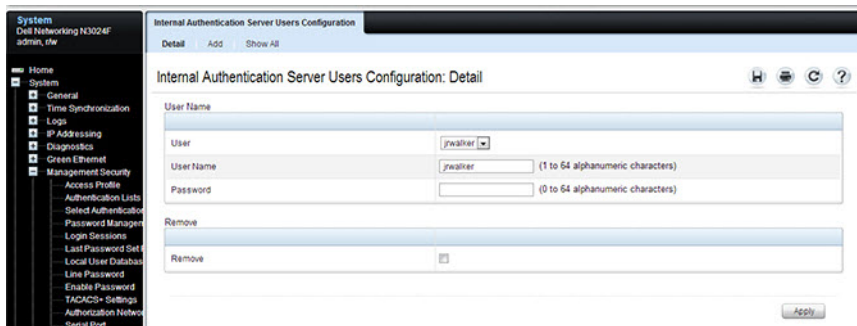 System
Dell Networking N3024F
admin, r/w
Home
System
General
Time Synchronization
Logs
IP Addressing
Diagnostics
Green Ethernet
Management Security
Access Profile
Authentication Lists
Select Authentication
Password Managem
Login Sessions
Last Password Set
Local User Databas
Line Password
Enable Password
TACACS+ Settings
Authorization Netwo
Serial Port
Internal Authentication Server Users Configuration
Detail Add Show All
Internal Authentication Server Users Configuration: Detail
?
User Name
User jrwalker
User Name jrwalker (1 to 64 alphanumeric characters)
Password (0 to 64 alphanumeric characters)
Remove
Remove
Apply